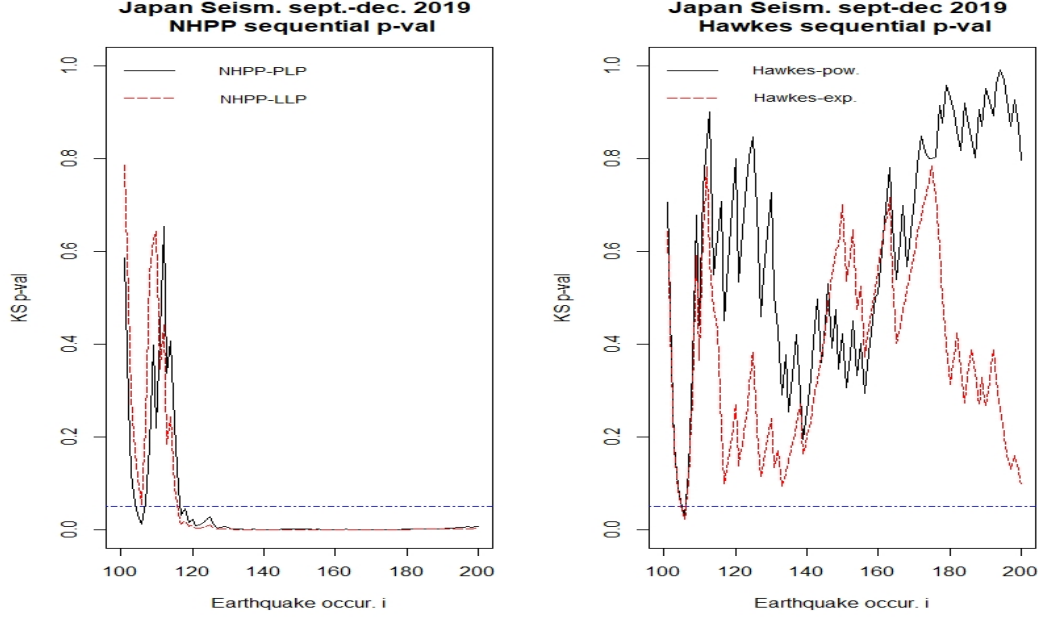 Japan Seism. sept.-dec. 2019
NHPP sequential p-val
KS p-val
1.0
0.8
0.6
0.4
0.2
0.0
NHPP-PLP
NHPP-LLP
100 120 140 160 180 200
Earthquake occur. i
Japan Seism. sept-dec 2019
Hawkes sequential p-val
KS p-val
1.0
0.8
0.6
0.4
0.2
0.0
Hawkes-pow.
Hawkes-exp.
100 120 140 160 180 200
Earthquake occur. i